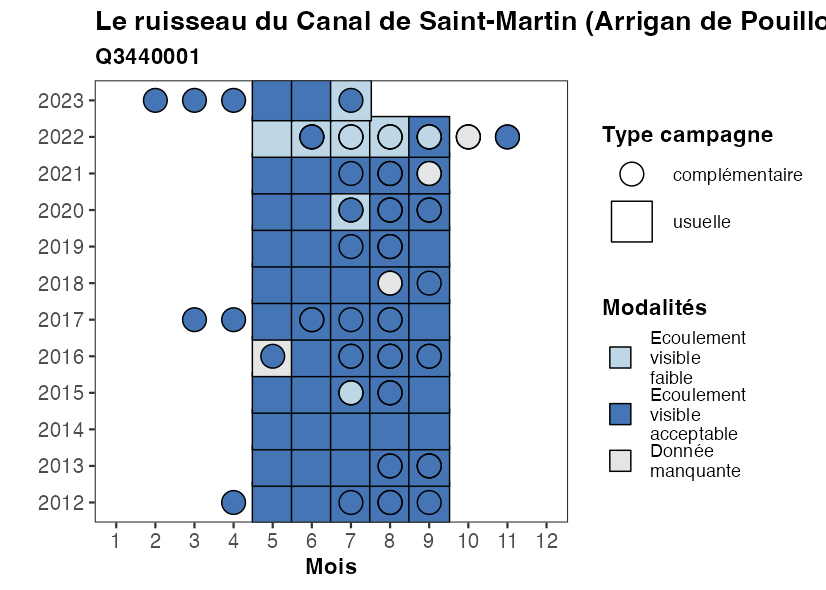 Le ruisseau du Canal de Saint-Martin (Arrigan de Pouillo
Q3440001
2023
2022
2021
2020
2019
2018
2017
2016
2015
2014
2013
2012
1 2 3 4 5 6 7 8 9 10 11 12
Mois
Type campagne
complémentaire
usuelle
Modalités
Ecoulement
visible
faible
Ecoulement
visible
acceptable
Donnée
manquante